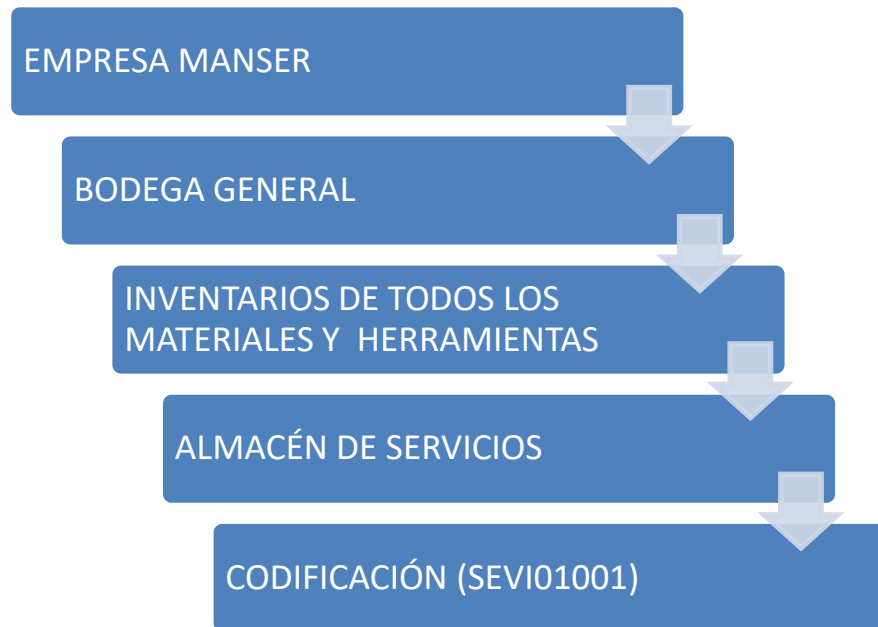 EMPRESA MANSER
BODEGA GENERAL
INVENTARIOS DE TODOS LOS
MATERIALES Y  HERRAMIENTAS
ALMACÉN DE SERVICIOS
CODIFICACIÓN (SEVI01001)